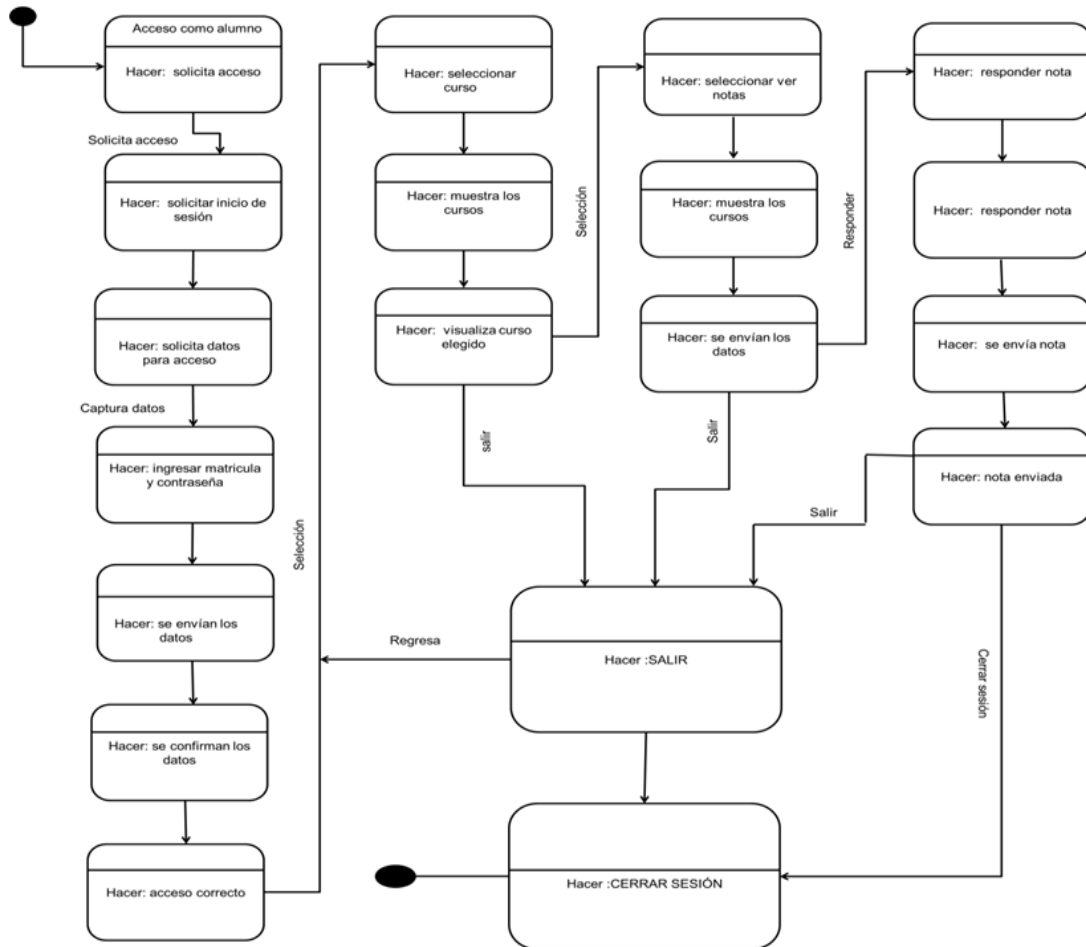 Acceso como alumno
Hacer:  solicita acceso
Solicita acceso
Hacer:  solicitar inicio de
sesión
Hacer: solicita datos
para acceso
Captura datos
Hacer: ingresar matricula
y contraseña
Hacer: se envían los
datos
Hacer: se confirman los
datos
Hacer: acceso correcto
Selección
Hacer: seleccionar
curso
Hacer: muestra los
cursos
Hacer:  visualiza curso
elegido
salir
Selección
Hacer: seleccionar ver
notas
Hacer: muestra los
cursos
Hacer:  se envían los
datos
Salir
Responder
Hacer:  responder nota
Hacer:  responder nota
Hacer:  se envía nota
Hacer: nota enviada
Salir
Cerrar sesión
Regresa
Hacer :SALIR
Hacer :CERRAR SESIÓN